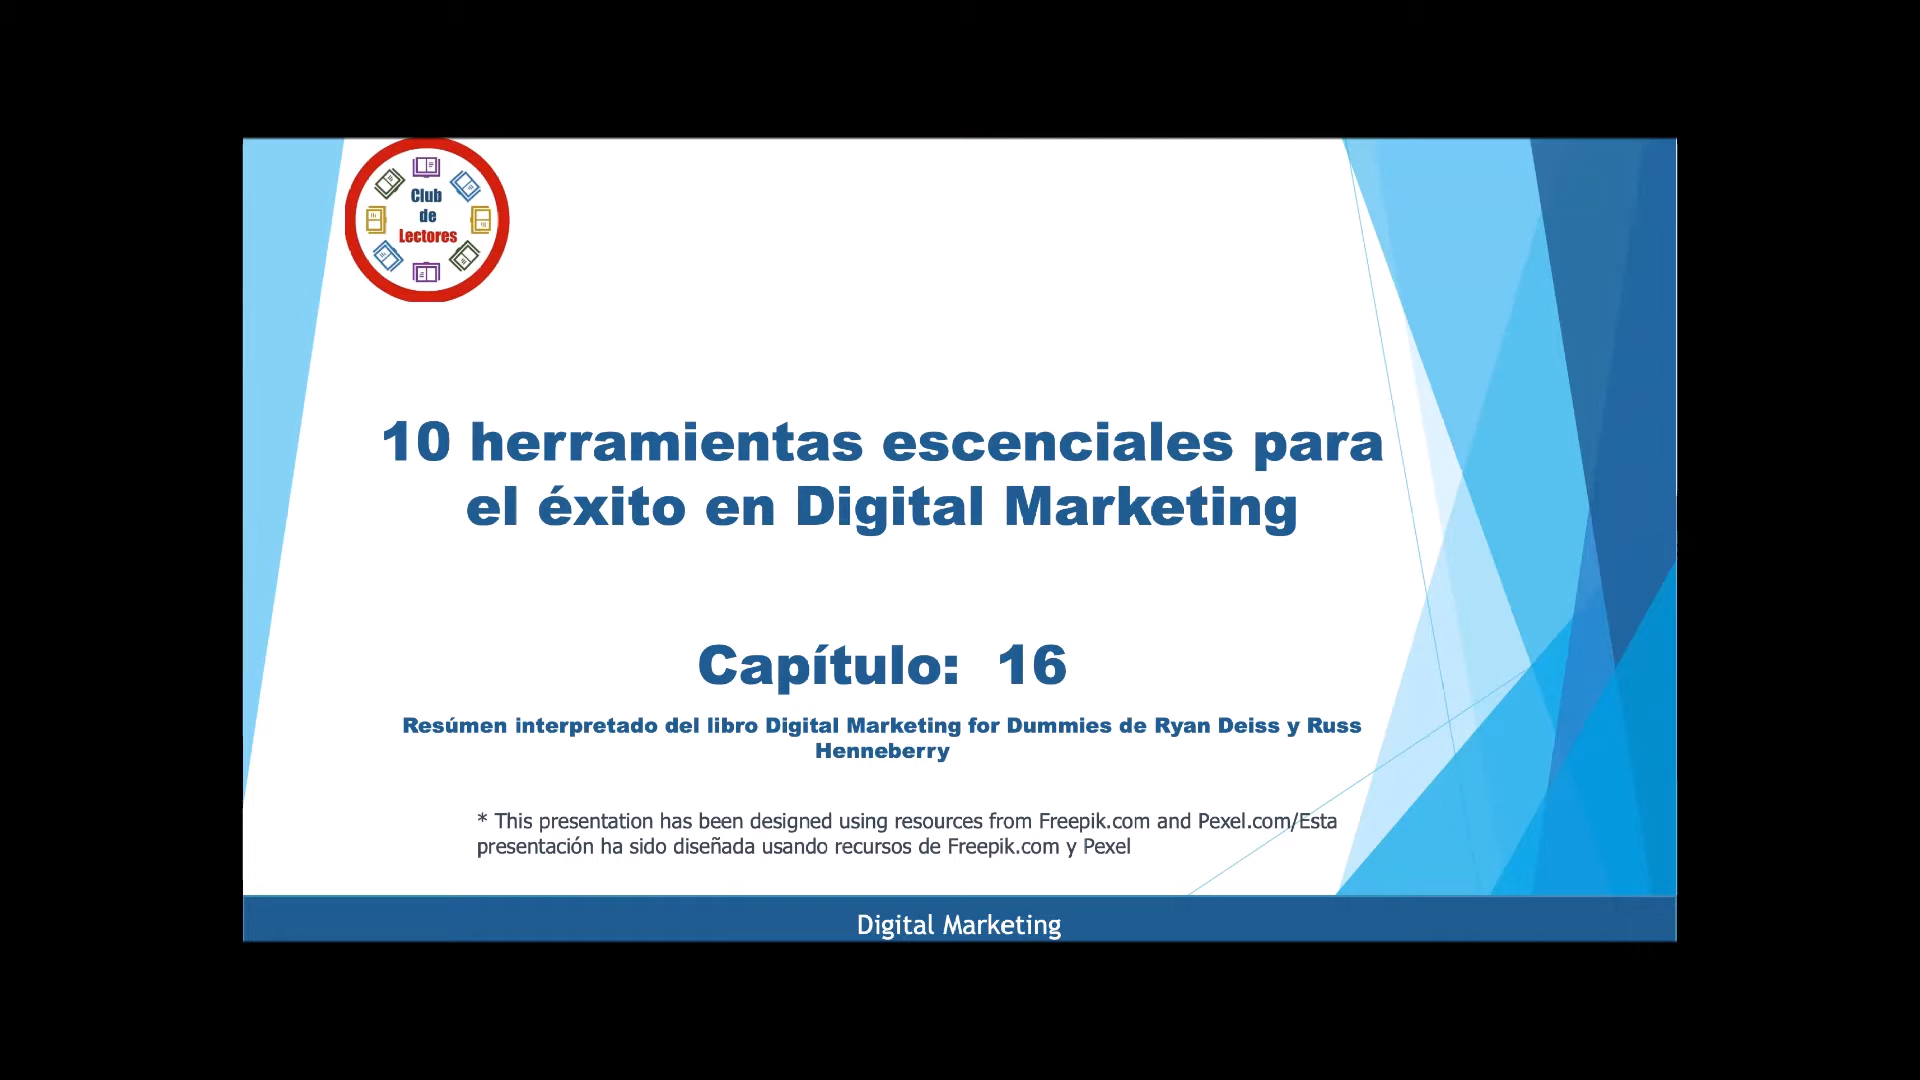 Club
de
Lectores
10 herramientas escenciales para
el éxito en Digital Marketing
Capítulo: 16
Resúmen interpretado del libro Digital Marketing for Dummies de Ryan Deiss y Russ
Henneberry
* This presentation has been designed using resources from Freepik.com and Pexel.com/Esta
presentación ha sido diseñada usando recursos de Freepik.com y Pexel
Digital Marketing